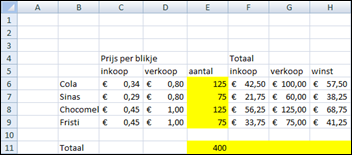 A B C D E F G H
1
2
3
4 Prijs per blikje Totaal
5 inkoop verkoop aantal inkoop verkoop winst
6 Cola € 0,34 € 0,80 125 € 42,50 € 100,00 € 57,50
7 Sinas € 0,29 € 0,80 75 € 21,75 € 60,00 € 38,25
8 Chocomel € 0,45 € 1,00 125 € 56,25 € 125,00 € 68,75
9 Fristi € 0,45 € 1,00 75 € 33,75 € 75,00 € 41,25
10
11 Totaal 400